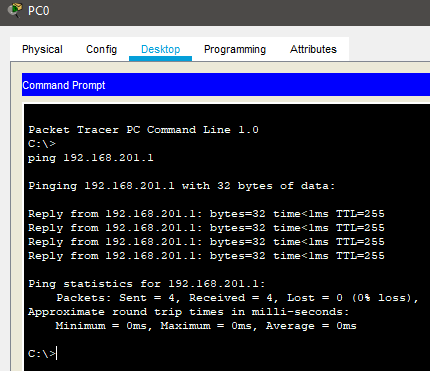 PC0
Physical Config Desktop Programming Attributes
Command Prompt
Packet Tracer PC Command Line 1.0
C:\>
ping 192.168.201.1
Pinging 192.168.201.1 with 32 bytes of data:
Reply from 192.168.201.1: bytes=32 time<1ms TTL=255
Reply from 192.168.201.1: bytes=32 time<1ms TTL=255
Reply from 192.168.201.1: bytes=32 time<1ms TTL=255
Reply from 192.168.201.1: bytes=32 time<1ms TTL=255
Ping statistics for 192.168.201.1:
Packets: Sent = 4, Received = 4, Lost = 0 (0% loss),
Approximate round trip times in milli-seconds:
Minimum = 0ms, Maximum = 0ms, Average = 0ms
C:\>